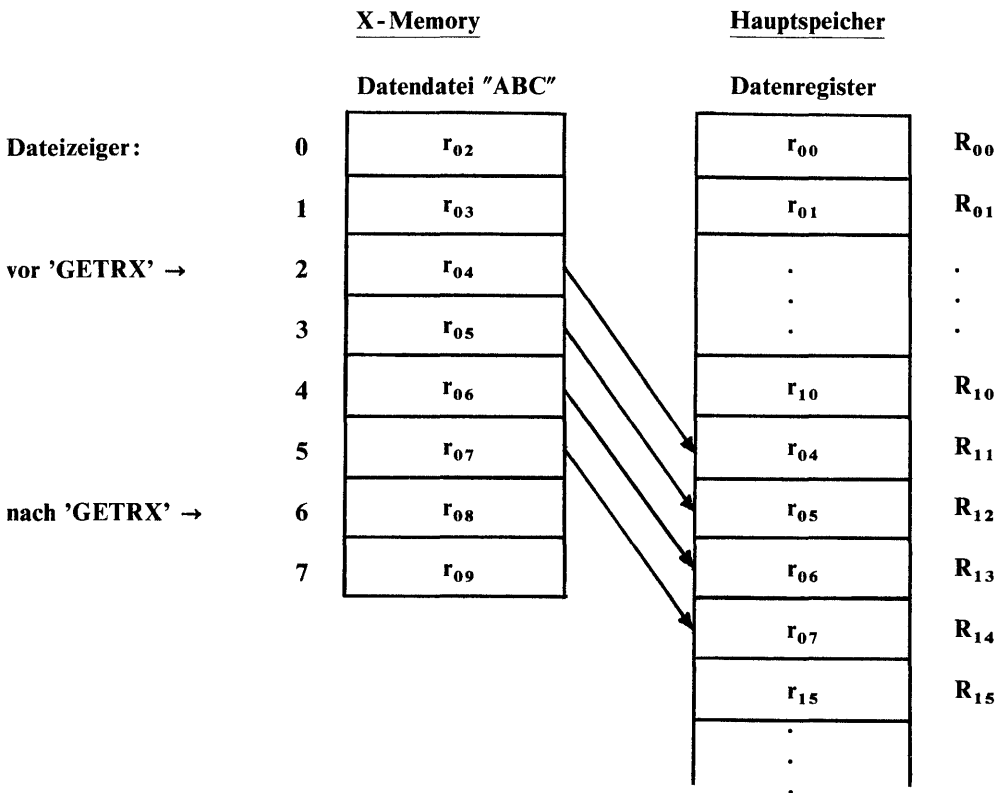 X-Memory Hauptspeicher
Datendatei "ABC" Datenregister
Dateizeiger: 0 r₀₂ r₀₀ R₀₀
1 r₀₃ r₀₁ R₀₁
vor 'GETRX' → 2 r₀₄ . .
3 r₀₅ . .
. .
4 r₀₆ r₁₀ R₁₀
5 r₀₇ r₀₄ R₁₁
nach 'GETRX' → 6 r₀₈ r₀₅ R₁₂
7 r₀₉ r₀₆ R₁₃
r₀₇ R₁₄
r₁₅ R₁₅
.
.
.